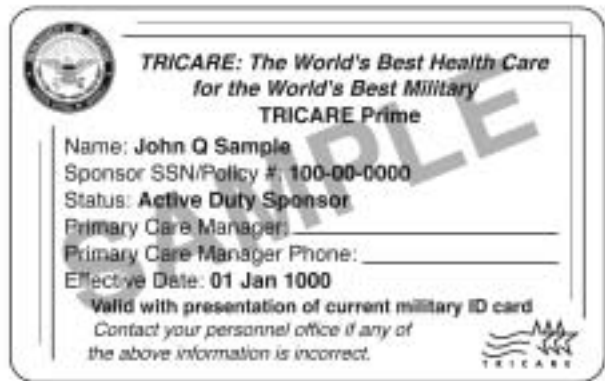 TRICARE: The World's Best Health Care
for the World's Best Military
TRICARE Prime
Name: John Q Sample
Sponsor SSN/Policy #: 100-00-0000
Status: Active Duty Sponsor
Primary Care Manager:
Primary Care Manager Phone:
Effective Date: 01 Jan 1000
Valid with presentation of current military ID card
Contact your personnel office if any of
the above information is incorrect.
SAMPLE
TRICARE